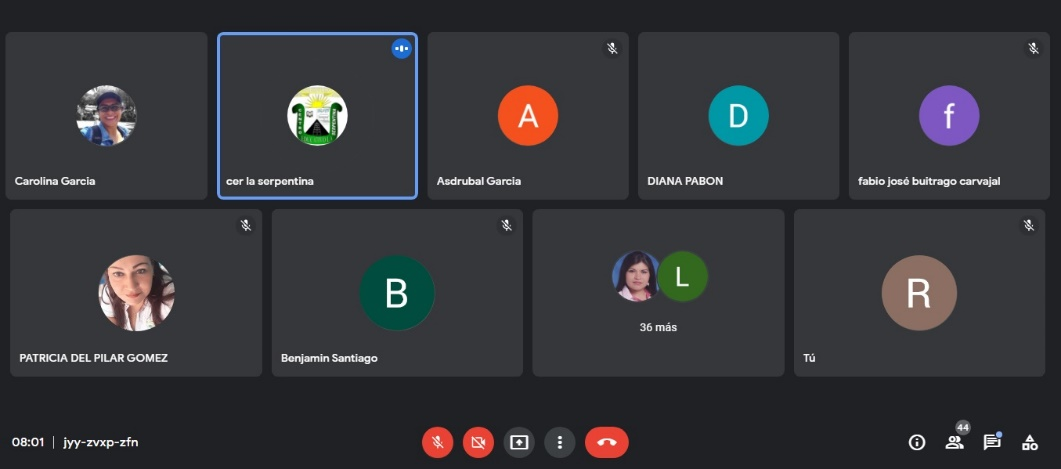 A
D
f
Carolina Garcia
cer la serpentina
Asdrubal Garcia
DIANA PABON
fabio josé buitrago carvajal
B
L
R
36 más
PATRICIA DEL PILAR GOMEZ
Benjamin Santiago
Tú
44
08:01 | jyy-zvxp-zfn